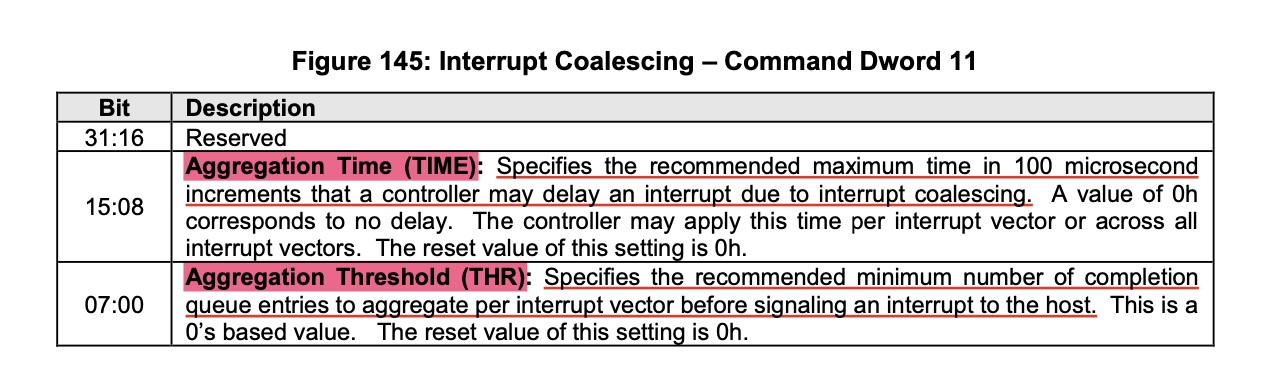 Figure 145: Interrupt Coalescing – Command Dword 11
Bit Description
31:16 Reserved
Aggregation Time (TIME): Specifies the recommended maximum time in 100 microsecond
increments that a controller may delay an interrupt due to interrupt coalescing. A value of 0h
15:08 corresponds to no delay. The controller may apply this time per interrupt vector or across all
interrupt vectors. The reset value of this setting is 0h.
Aggregation Threshold (THR): Specifies the recommended minimum number of completion
07:00 queue entries to aggregate per interrupt vector before signaling an interrupt to the host. This is a
0’s based value. The reset value of this setting is 0h.